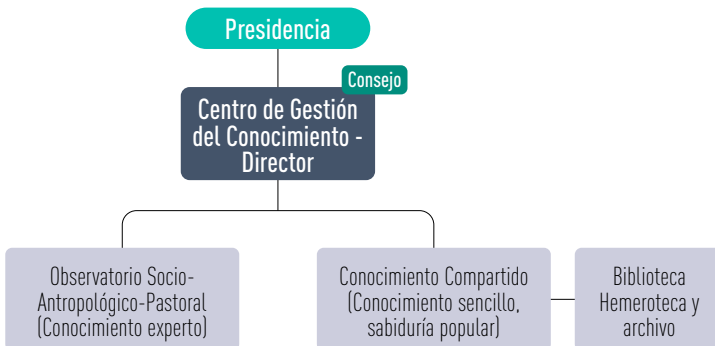 Presidencia
Consejo
Centro de Gestión
del Conocimiento -
Director
Observatorio Socio-
Antropológico-Pastoral
(Conocimiento experto)
Conocimiento Compartido
(Conocimiento sencillo,
sabiduría popular)
Biblioteca
Hemeroteca y
archivo